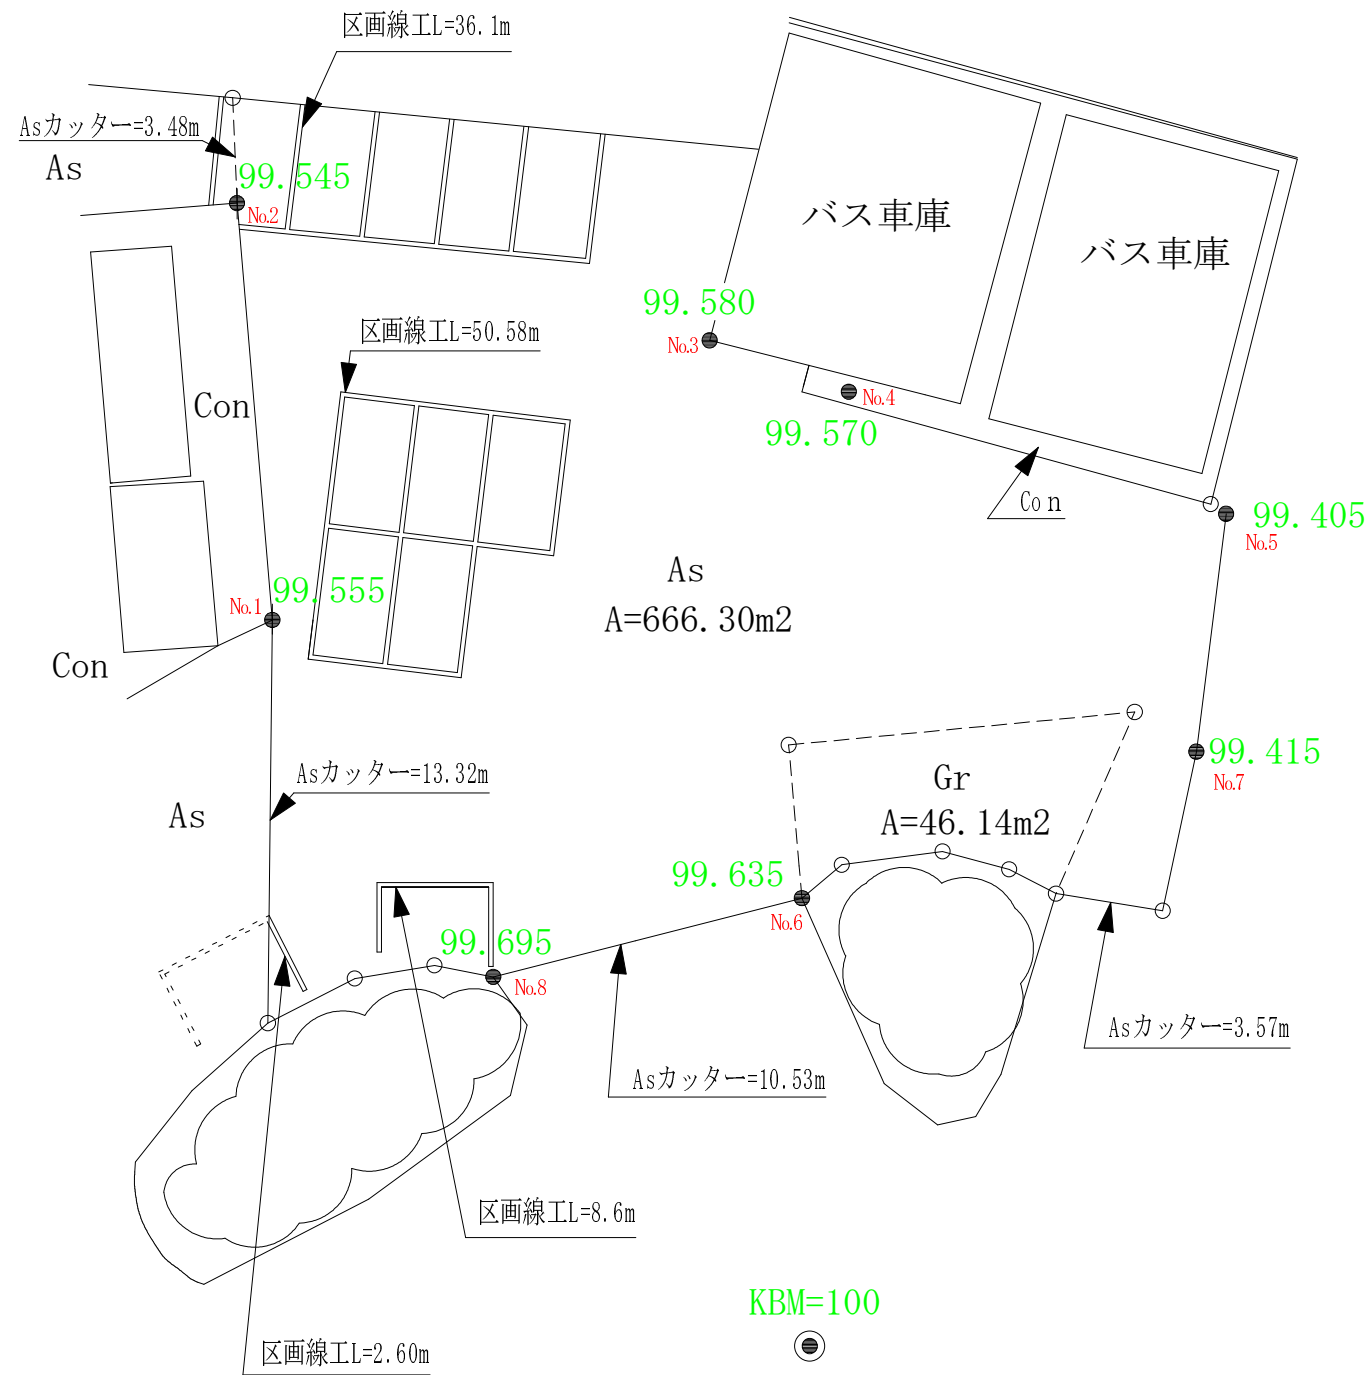 区画線工L=36.1m
Asカッター=3.48m
As
99.545
No.2
バス車庫
バス車庫
99.580
No.3
区画線工L=50.58m
No.4
99.570
Con
Con
99.405
No.5
As
A=666.30m2
99.555
No.1
Con
99.415
No.7
Asカッター=13.32m
As
Gr
A=46.14m2
99.635
No.6
99.695
No.8
Asカッター=3.57m
Asカッター=10.53m
区画線工L=8.6m
KBM=100
区画線工L=2.60m